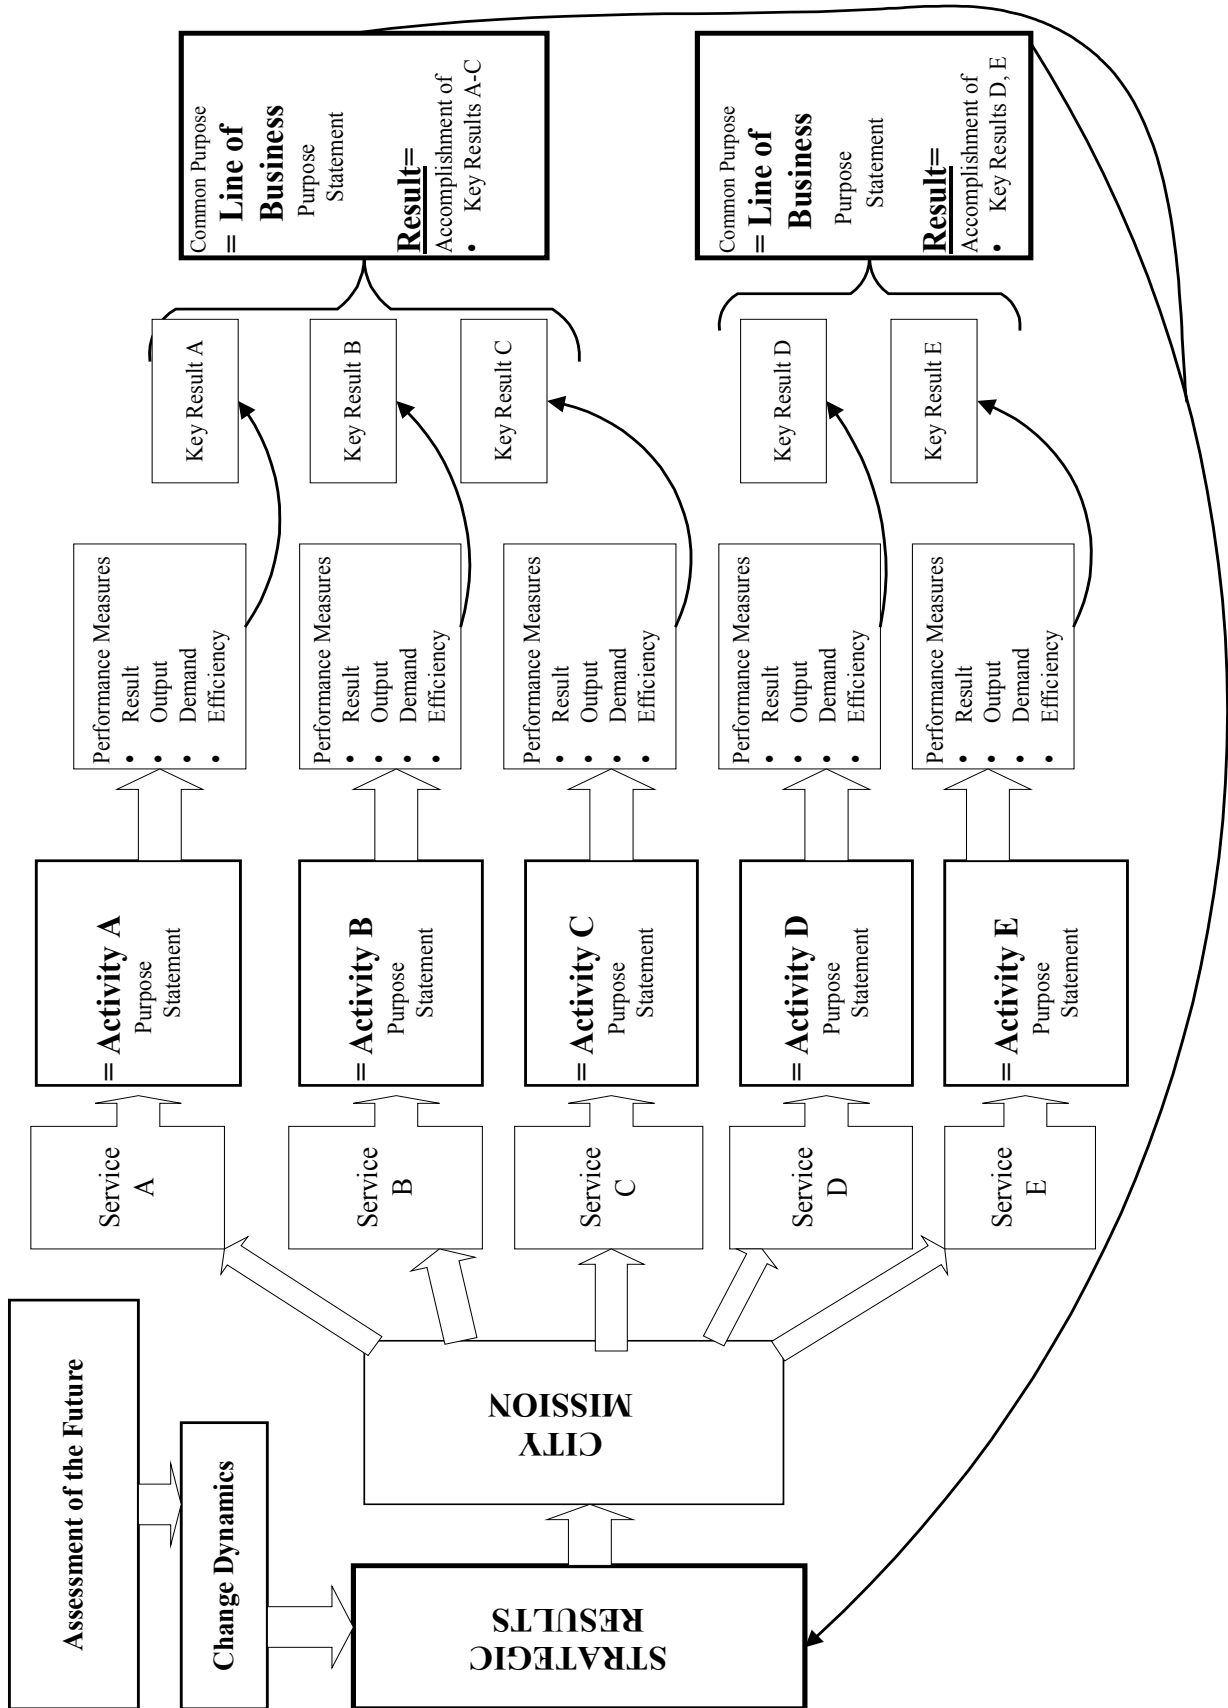 Assessment of the Future
Change Dynamics
STRATEGIC
RESULTS
CITY
MISSION
Service
A
Service
B
Service
C
Service
D
Service
E
= Activity A
Purpose
Statement
= Activity B
Purpose
Statement
= Activity C
Purpose
Statement
= Activity D
Purpose
Statement
= Activity E
Purpose
Statement
Performance Measures
• Result
• Output
• Demand
• Efficiency
Performance Measures
• Result
• Output
• Demand
• Efficiency
Performance Measures
• Result
• Output
• Demand
• Efficiency
Performance Measures
• Result
• Output
• Demand
• Efficiency
Performance Measures
• Result
• Output
• Demand
• Efficiency
Key Result A
Key Result B
Key Result C
Key Result D
Key Result E
Common Purpose
= Line of
Business
Purpose
Statement
Result=
Accomplishment of
• Key Results A-C
Common Purpose
= Line of
Business
Purpose
Statement
Result=
Accomplishment of
• Key Results D, E